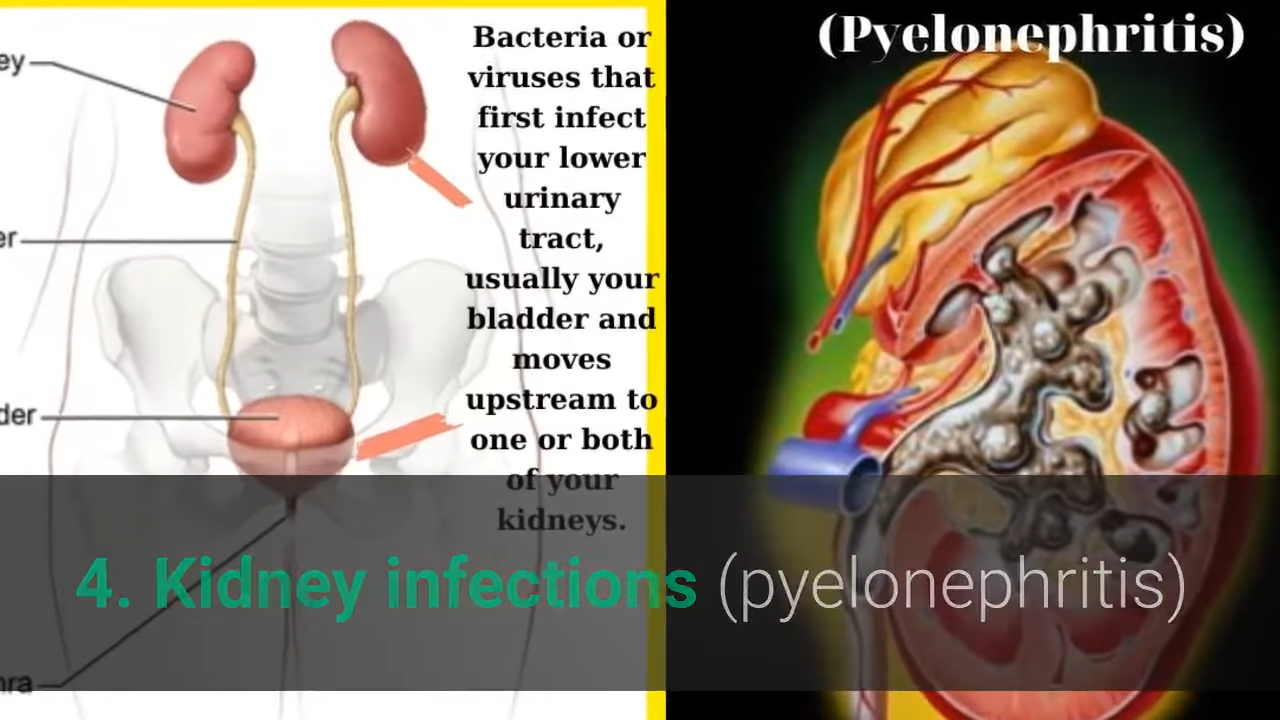 ey
er
der
ra
Bacteria or
viruses that
first infect
your lower
urinary
tract,
usually your
bladder and
moves
upstream to
one or both
of your
kidneys.
(Pyelonephritis)
4. Kidney infections (pyelonephritis)